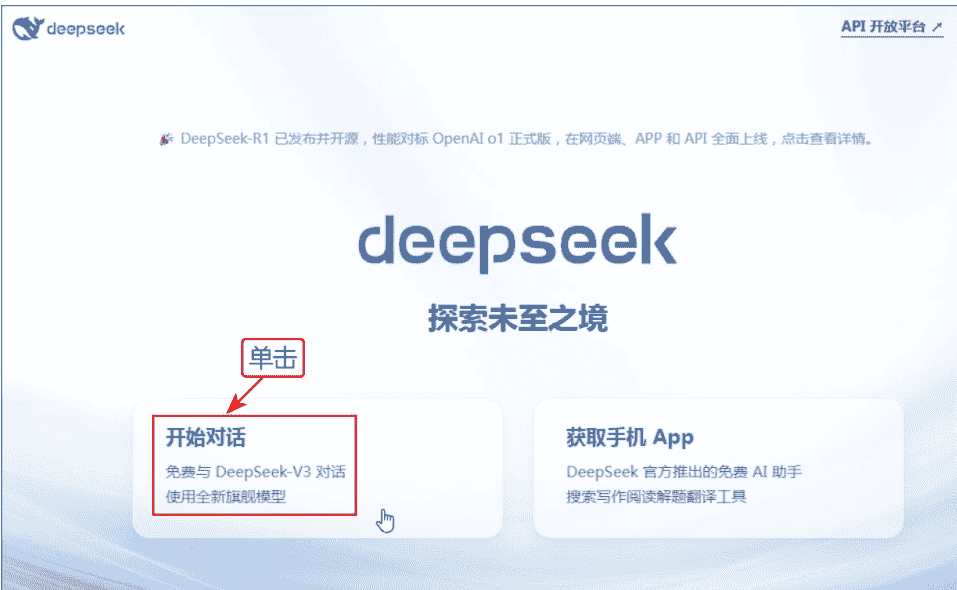 deepseek
API 开放平台 ↗
🎉 DeepSeek-R1 已发布并开源，性能对标 OpenAI o1 正式版，在网页端、APP 和 API 全面上线，点击查看详情。
deepseek
探索未至之境
单击
开始对话
免费与 DeepSeek-V3 对话
使用全新旗舰模型
获取手机 App
DeepSeek 官方推出的免费 AI 助手
搜索写作阅读解题翻译工具